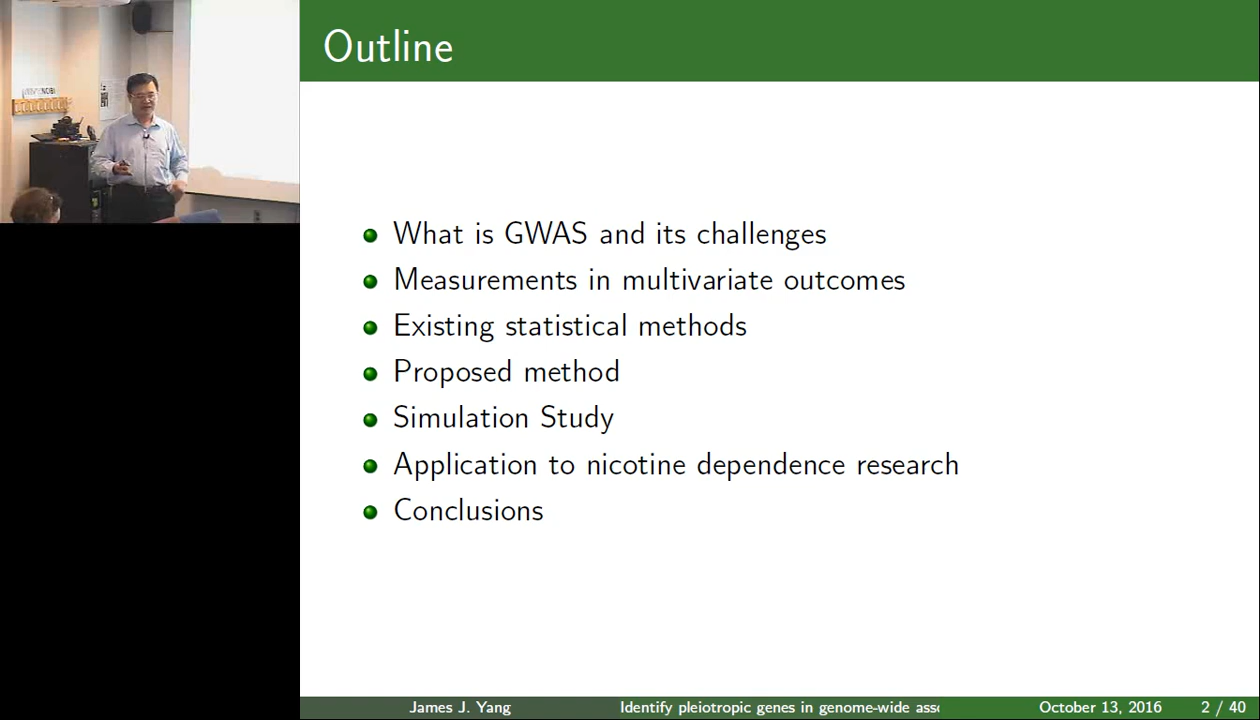 Outline
What is GWAS and its challenges
Measurements in multivariate outcomes
Existing statistical methods
Proposed method
Simulation Study
Application to nicotine dependence research
Conclusions
James J. Yang
Identify pleiotropic genes in genome-wide
October 13, 2016
2 / 40